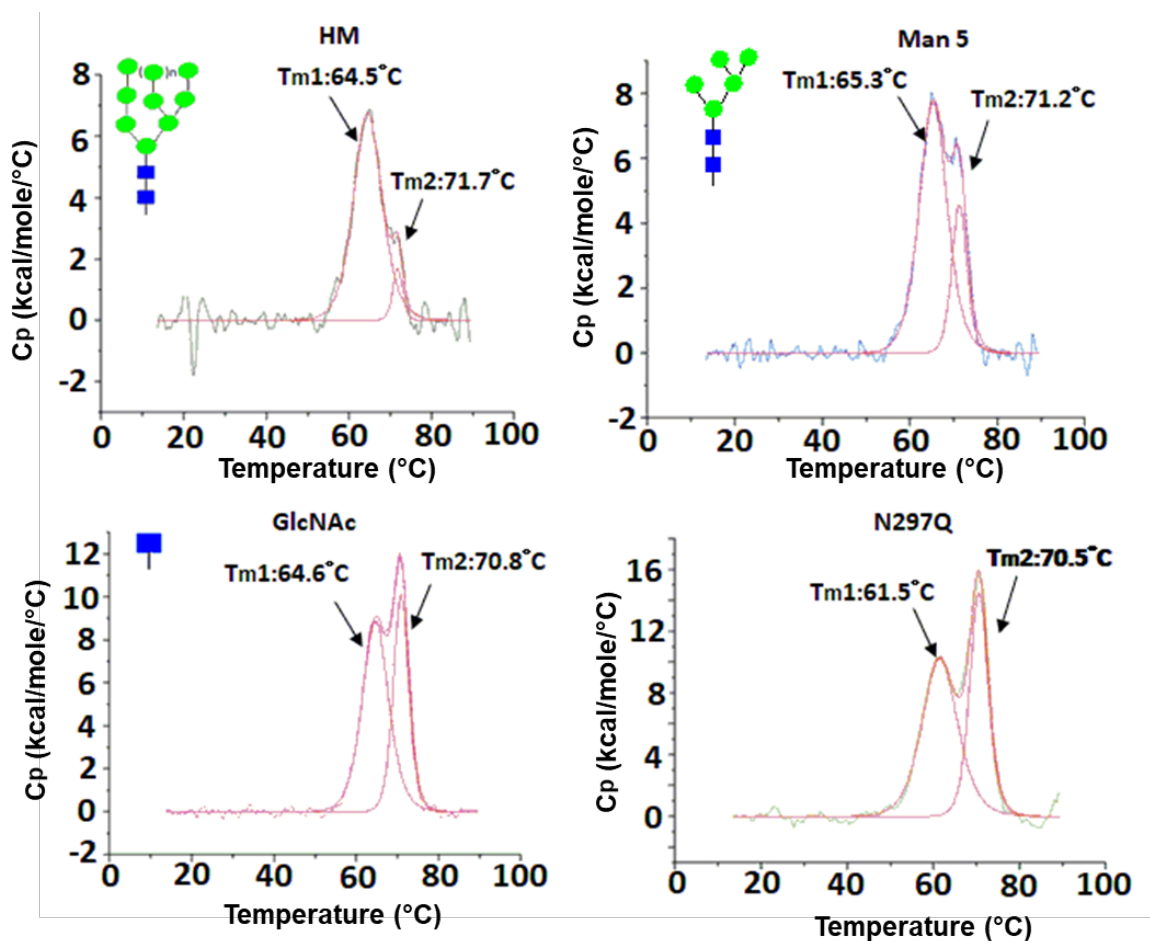 HM
( )n
Tm1:64.5°C
Tm2:71.7°C
8
6
4
2
0
-2
0 20 40 60 80 100
Cp (kcal/mole/°C)
Temperature (°C)
Man 5
Tm1:65.3°C
Tm2:71.2°C
8
6
4
2
0
-2
0 20 40 60 80 100
Cp (kcal/mole/°C)
Temperature (°C)
GlcNAc
Tm1:64.6°C
Tm2:70.8°C
12
10
8
6
4
2
0
-2
0 20 40 60 80 100
Cp (kcal/mole/°C)
Temperature (°C)
N297Q
Tm1:61.5°C
Tm2:70.5°C
16
12
8
4
0
0 20 40 60 80 100
Cp (kcal/mole/°C)
Temperature (°C)